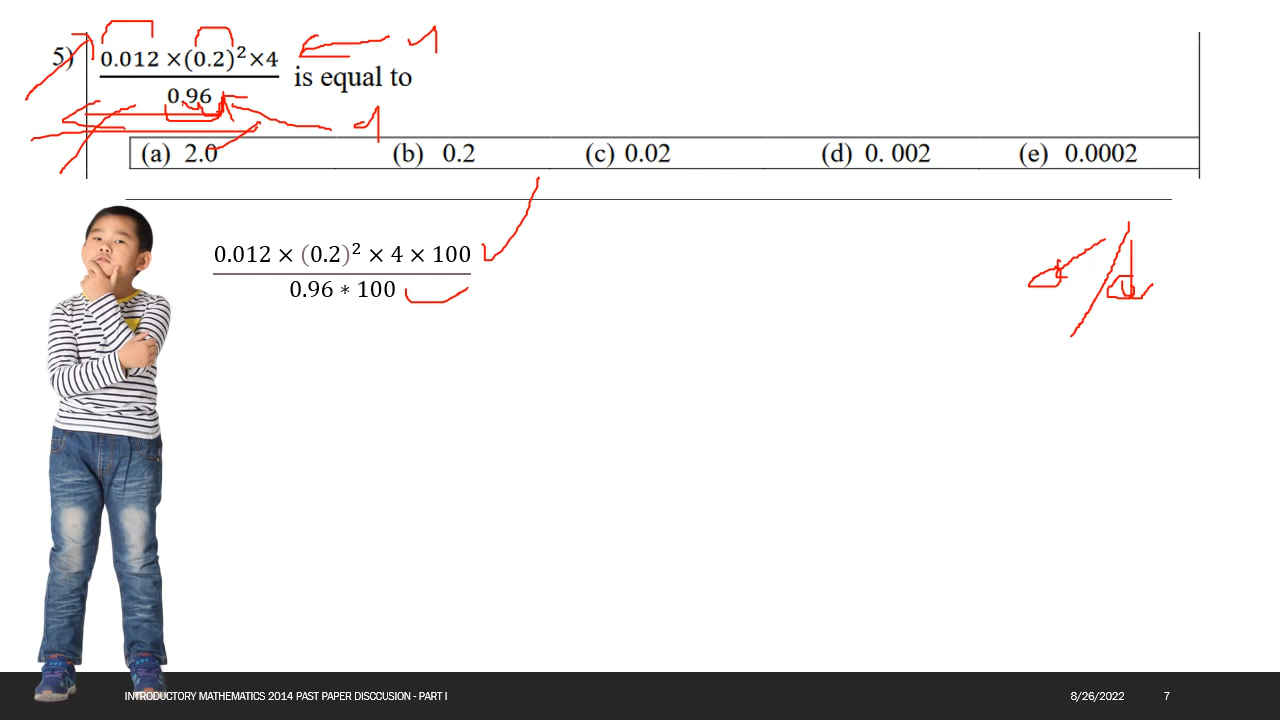 5) 0.012 ×(0.2)²×4
0.96
is equal to
(a) 2.0 (b) 0.2 (c) 0.02 (d) 0. 002 (e) 0.0002
0.012 × (0.2)² × 4 × 100
0.96 ∗ 100
INTRODUCTORY MATHEMATICS 2014 PAST PAPER DISCCUSION - PART I 8/26/2022 7